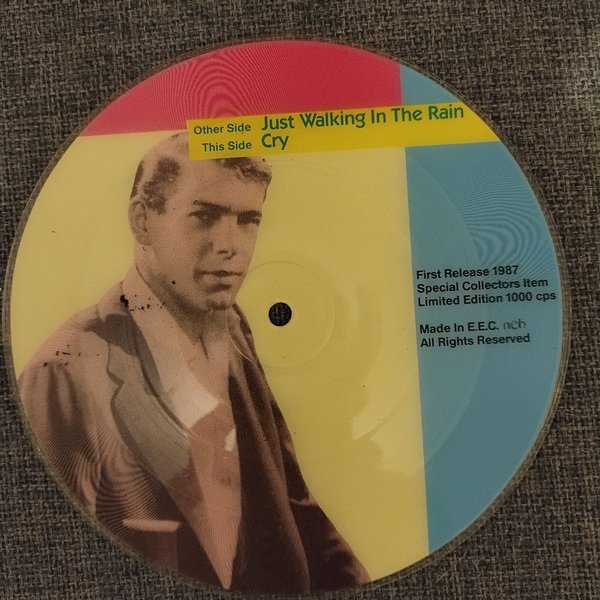 Other Side Just Walking In The Rain
This Side Cry
First Release 1987
Special Collectors Item
Limited Edition 1000 cps
Made In E.E.C. ncb
All Rights Reserved